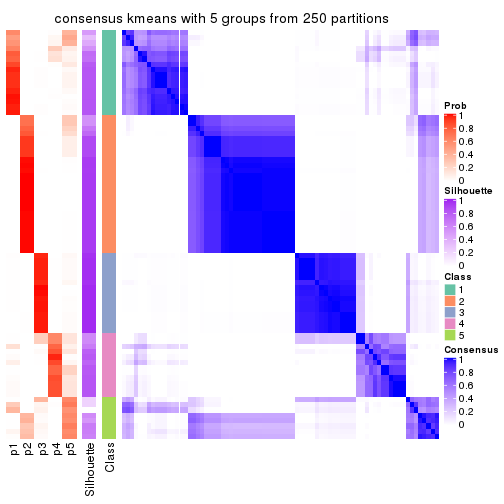 consensus kmeans with 5 groups from 250 partitions
Prob
1
0.8
0.6
0.4
0.2
0
Silhouette
1
0.8
0.6
0.4
0.2
0
Class
1
2
3
4
5
Consensus
1
0.8
0.6
0.4
0.2
0
p1
p2
p3
p4
p5
Silhouette
Class